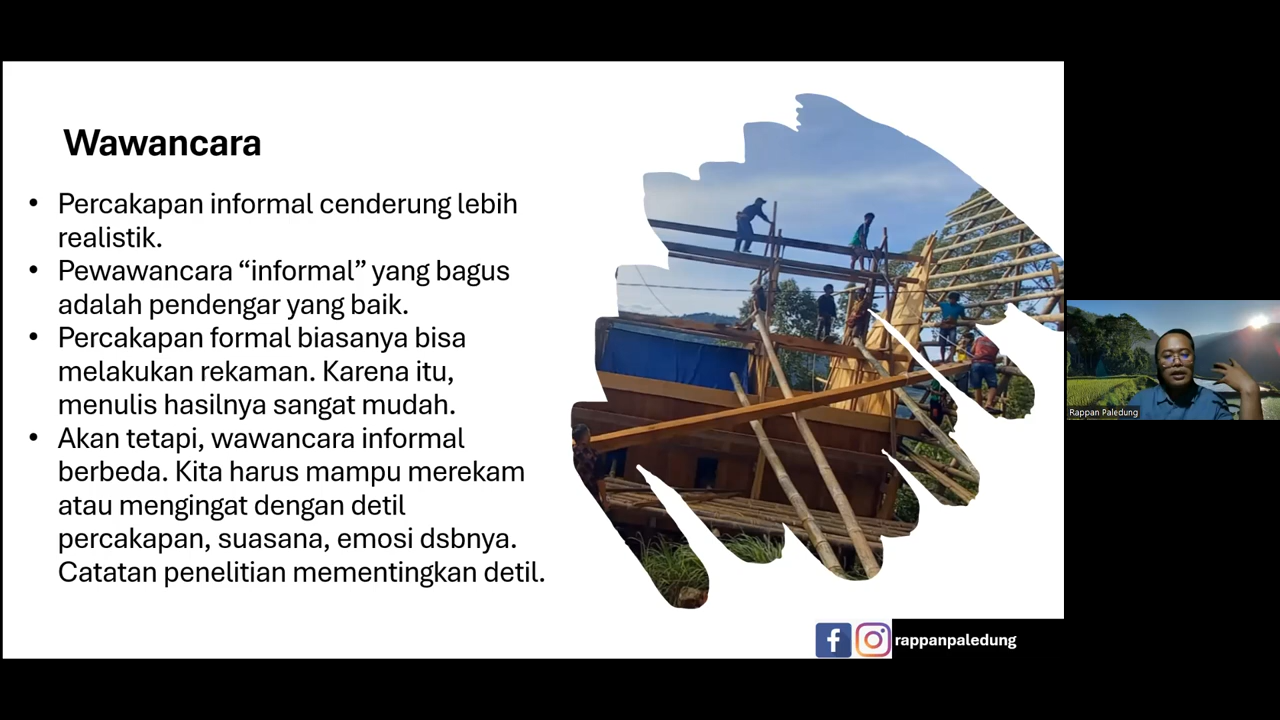 Wawancara
• Percakapan informal cenderung lebih
realistik.
• Pewawancara “informal” yang bagus
adalah pendengar yang baik.
• Percakapan formal biasanya bisa
melakukan rekaman. Karena itu,
menulis hasilnya sangat mudah.
• Akan tetapi, wawancara informal
berbeda. Kita harus mampu merekam
atau mengingat dengan detil
percakapan, suasana, emosi dsbnya.
Catatan penelitian mementingkan detil.
rappanpaledung
Rappan Paledung